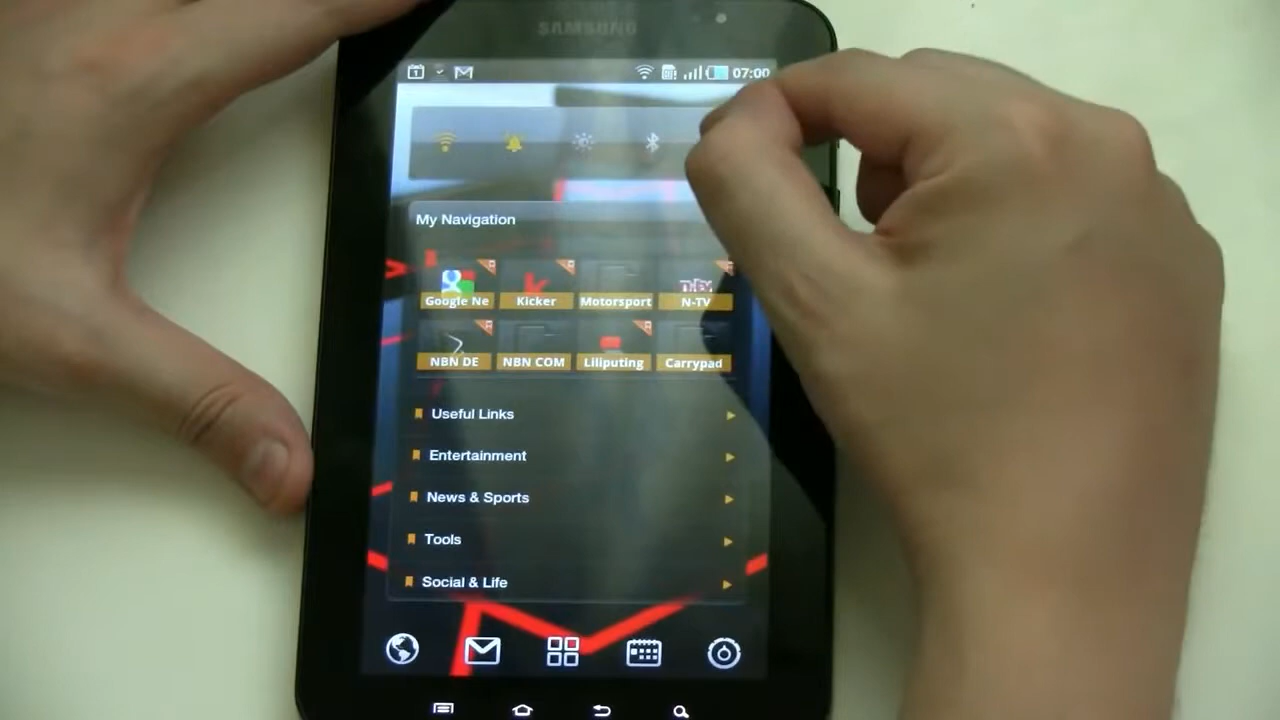 SAMSUNG
07:00
My Navigation
Google Ne Kicker Motorsport N-TV
NBN DE NBN COM Liliputing Carrypad
Useful Links
Entertainment
News & Sports
Tools
Social & Life